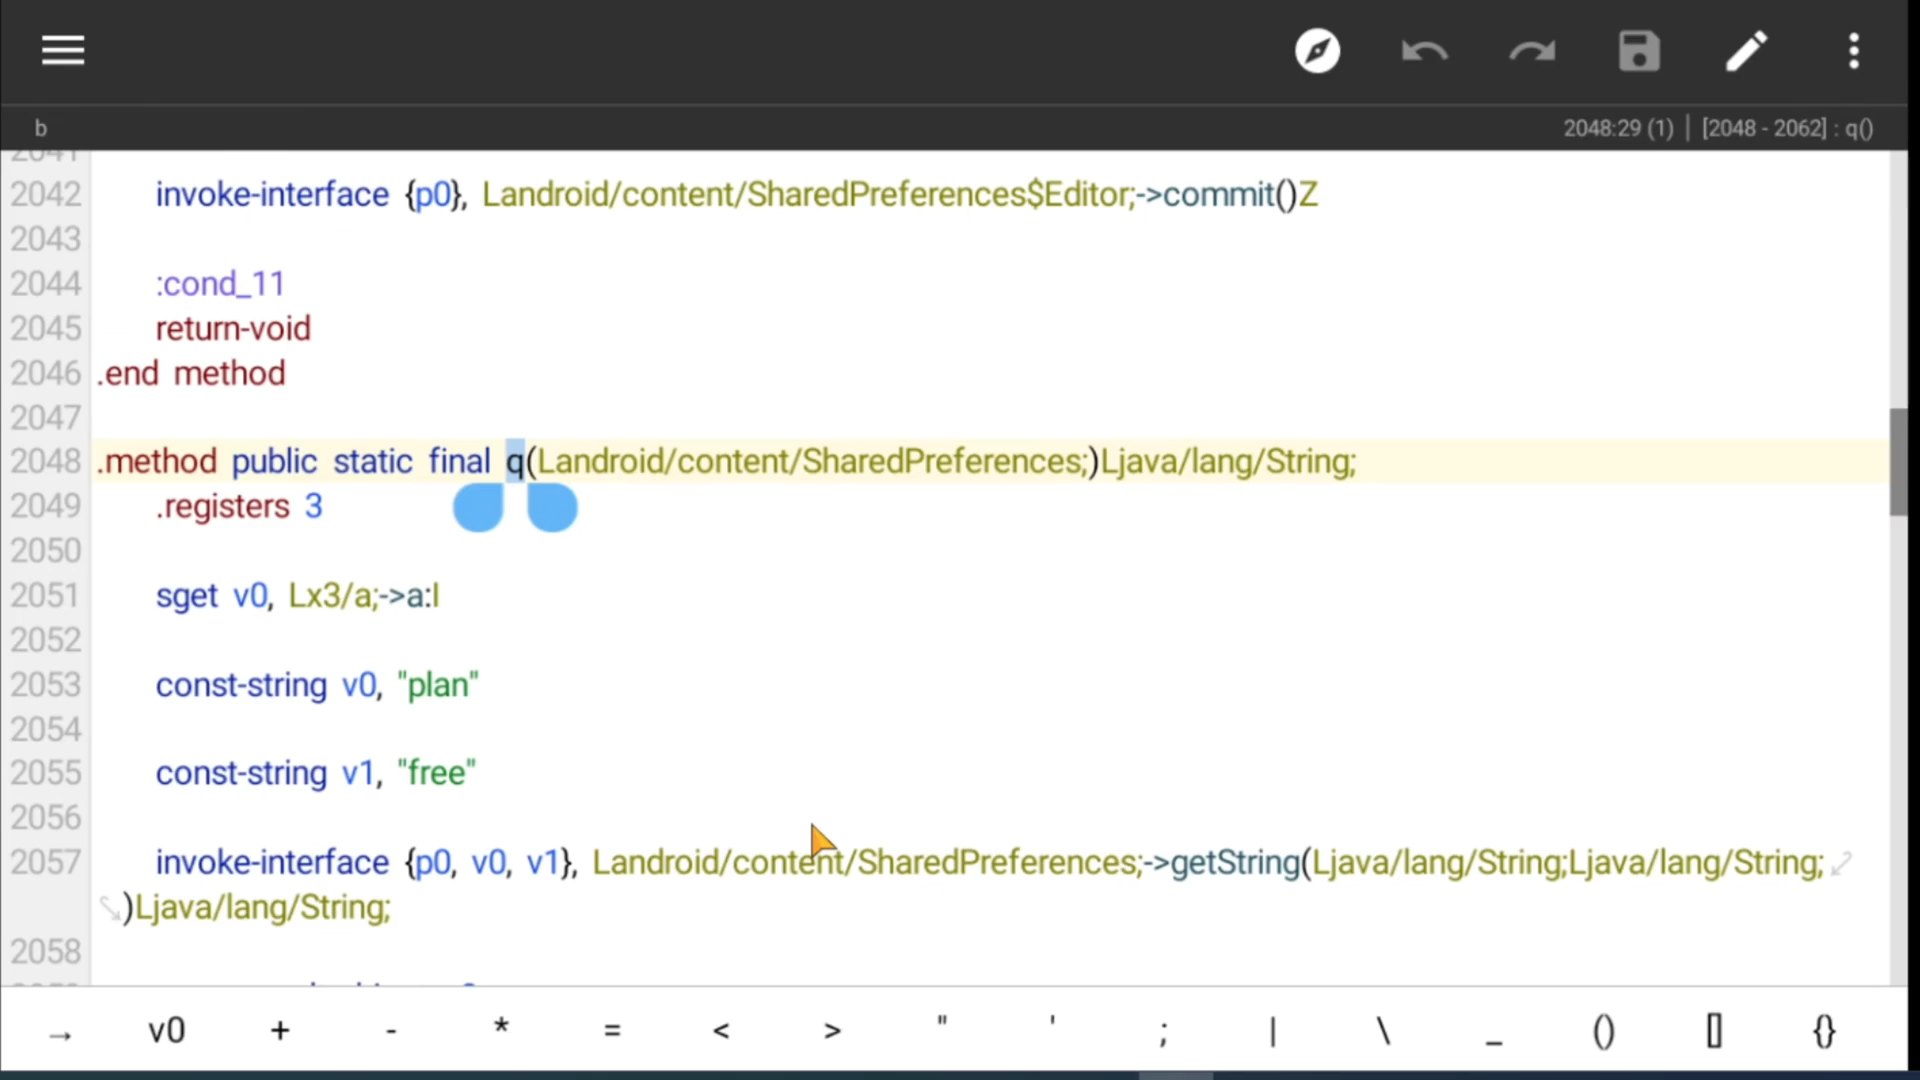 b 2048:29 (1) | [2048 - 2062] : q()
2041
2042 invoke-interface {p0}, Landroid/content/SharedPreferences$Editor;->commit()Z
2043
2044 :cond_11
2045 return-void
2046 .end method
2047
2048 .method public static final q(Landroid/content/SharedPreferences;)Ljava/lang/String;
2049 .registers 3
2050
2051 sget v0, Lx3/a;->a:I
2052
2053 const-string v0, "plan"
2054
2055 const-string v1, "free"
2056
2057 invoke-interface {p0, v0, v1}, Landroid/content/SharedPreferences;->getString(Ljava/lang/String;Ljava/lang/String;
)Ljava/lang/String;
2058
→ v0 + - * = < > " ' ; | \ _ () [] {}